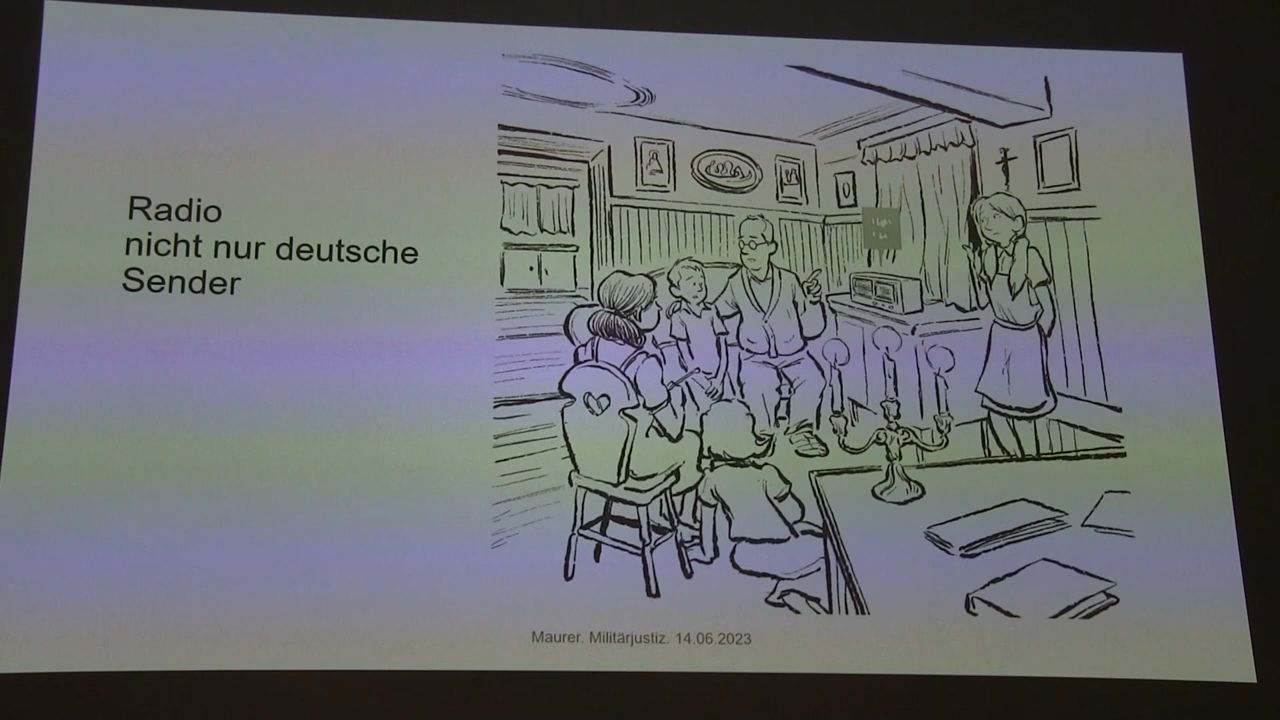 Radio
nicht nur deutsche
Sender
Maurer. Militärjustiz. 14.06.2023